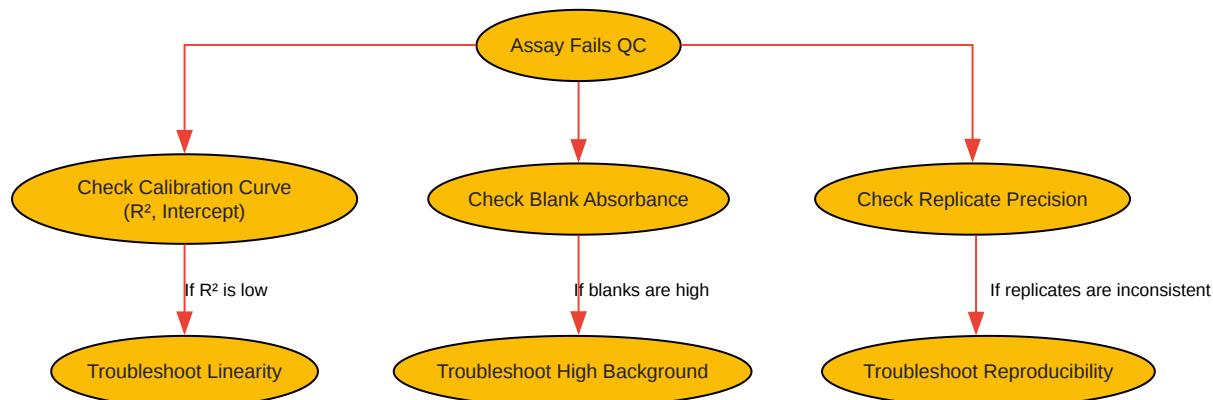 Assay Fails QC
Check Calibration Curve
(R², Intercept)
Check Blank Absorbance
Check Replicate Precision
If R² is low
If blanks are high
If replicates are inconsistent
Troubleshoot Linearity
Troubleshoot High Background
Troubleshoot Reproducibility